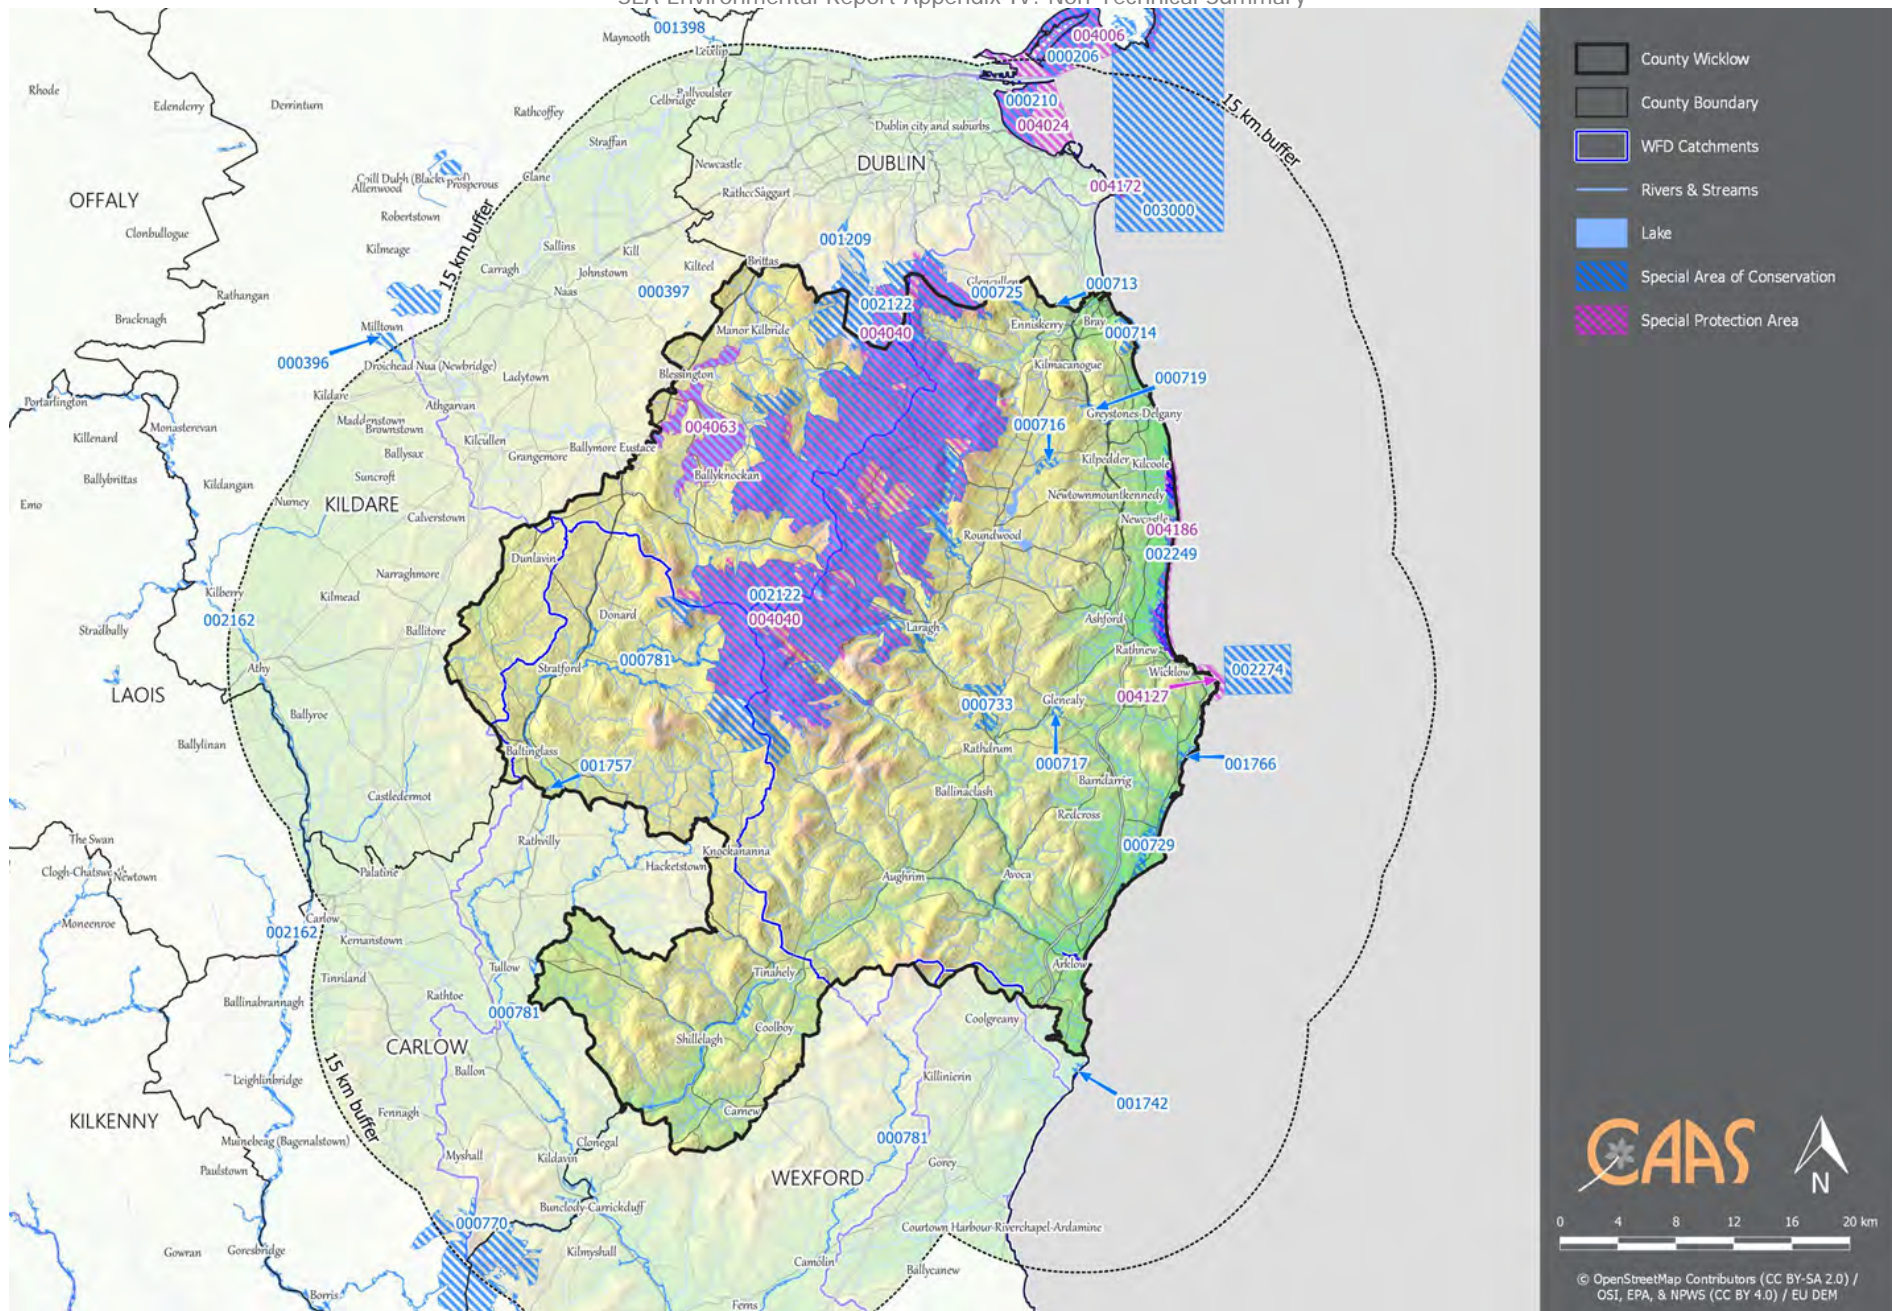 SEA Environmental Report Appendix IV: Non-Technical Summary
Maynooth
001398
Leixlip
004006
000206
Rhode
Edenderry
Derrinturn
Rathcoffey
Celbridge
Ballyoulster
000210
004024
15 km buffer
Straffan
Dublin city and suburbs
DUBLIN
Newcastle
Prosperous
Allenwood
Clane
Saggart
004172
OFFALY
Robertstown
003000
Clonbullogue
Kilmeage
15 km buffer
Sallins
Kill
001209
Carragh
Johnstown
Kilteel
Brittas
Rathangan
Naas
000397
Glencullen
000725
000713
002122
Bracknagh
Milltown
Manor Kilbride
004040
Enniskerry
Bray
000714
000396
Droichead Nua (Newbridge)
Ladytown
Blessington
Kilmacanogue
000719
Kildare
Portarlington
Athgarvan
Greystones-Delgany
Maddenstown
Brownstown
Monasterevan
Killenard
Kilcullen
004063
000716
Ballymore Eustace
Ballysax
Grangemore
Kilpedder
Kilcoole
Ballybrittas
Kildangan
Suncroft
Ballyknockan
Emo
Nurney
KILDARE
Newtownmountkennedy
Calverstown
Newcastle
004186
Roundwood
002249
Dunlavin
Narraghmore
Kilberry
Kilmead
002122
Donard
004040
Ashford
002162
Stradbally
Ballitore
Laragh
Rathnew
Athy
Stratford
000781
Wicklow
002274
LAOIS
004127
Glenealy
000733
Ballyroe
Ballylinan
Rathdrum
Baltinglass
001757
000717
001766
Barndarrig
Castledermot
Ballinaclash
Redcross
The Swan
Rathvilly
000729
Knockananna
Hacketstown
Palatine
Newtown
Aughrim
Avoca
Carlow
Moneenroe
002162
Kernanstown
Arklow
Tinriland
Tullow
Tinahely
Rathtoe
Ballinabrannagh
000781
Coolgreany
Coolboy
Shillelagh
CARLOW
15 km buffer
Ballon
Leighlinbridge
Killinierin
001742
Fennagh
Carnew
KILKENNY
Muinebeag (Bagenalstown)
Clonegal
000781
Myshall
Kildavin
Gorey
Paulstown
WEXFORD
Bunclody-Carrickduff
000770
Courtown Harbour-Riverchapel-Ardamine
Gowran
Goresbridge
Kilmyshall
Camolin
Ballycanew
Borris
Ferns
County Wicklow
County Boundary
WFD Catchments
Rivers & Streams
Lake
Special Area of Conservation
Special Protection Area
CAAS
N
0 4 8 12 16 20 km
© OpenStreetMap Contributors (CC BY-SA 2.0) /
OSI, EPA, & NPWS (CC BY 4.0) / EU DEM